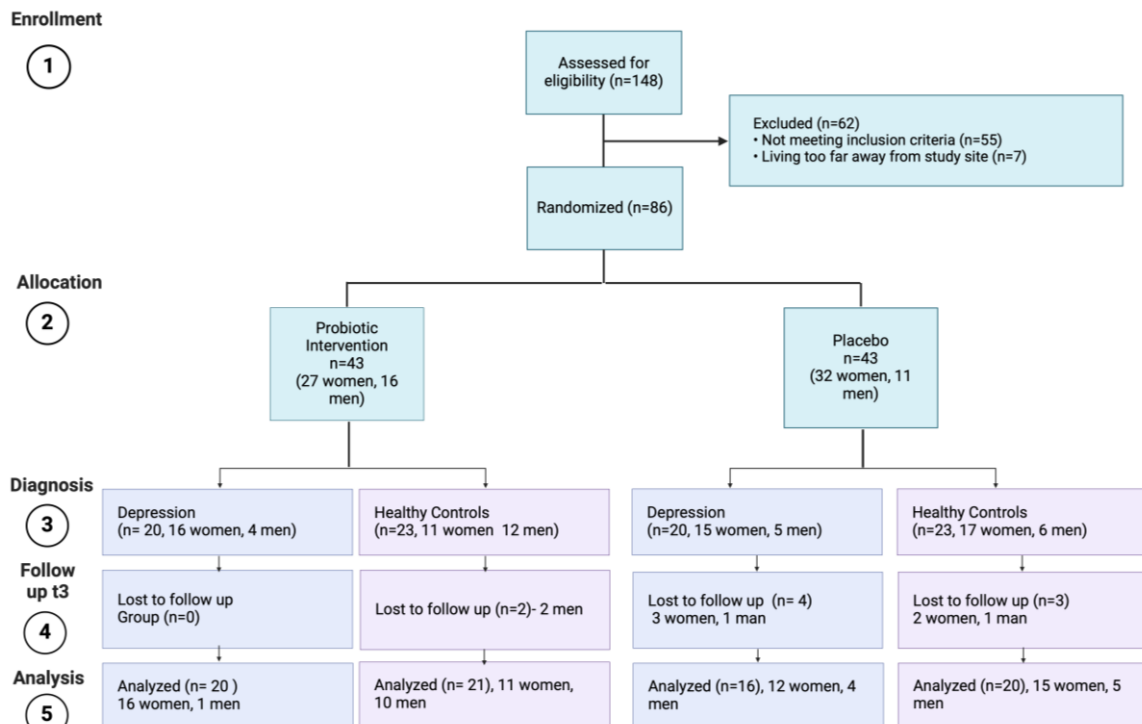 Enrollment
1
Assessed for
eligibility (n=148)
Excluded (n=62)
• Not meeting inclusion criteria (n=55)
• Living too far away from study site (n=7)
Randomized (n=86)
Allocation
2
Probiotic
Intervention
n=43
(27 women, 16
men)
Placebo
n=43
(32 women, 11
men)
Diagnosis
3
Depression
(n= 20, 16 women, 4 men)
Healthy Controls
(n=23, 11 women  12 men)
Depression
(n=20, 15 women, 5 men)
Healthy Controls
(n=23, 17 women, 6 men)
Follow
up t3
4
Lost to follow up
Group (n=0)
Lost to follow up (n=2)- 2 men
Lost to follow up  (n= 4)
3 women, 1 man
Lost to follow up (n=3)
2 women, 1 man
Analysis
5
Analyzed (n= 20 )
16 women, 1 men
Analyzed (n= 21), 11 women,
10 men
Analyzed (n=16), 12 women, 4
men
Analyzed (n=20), 15 women, 5
men